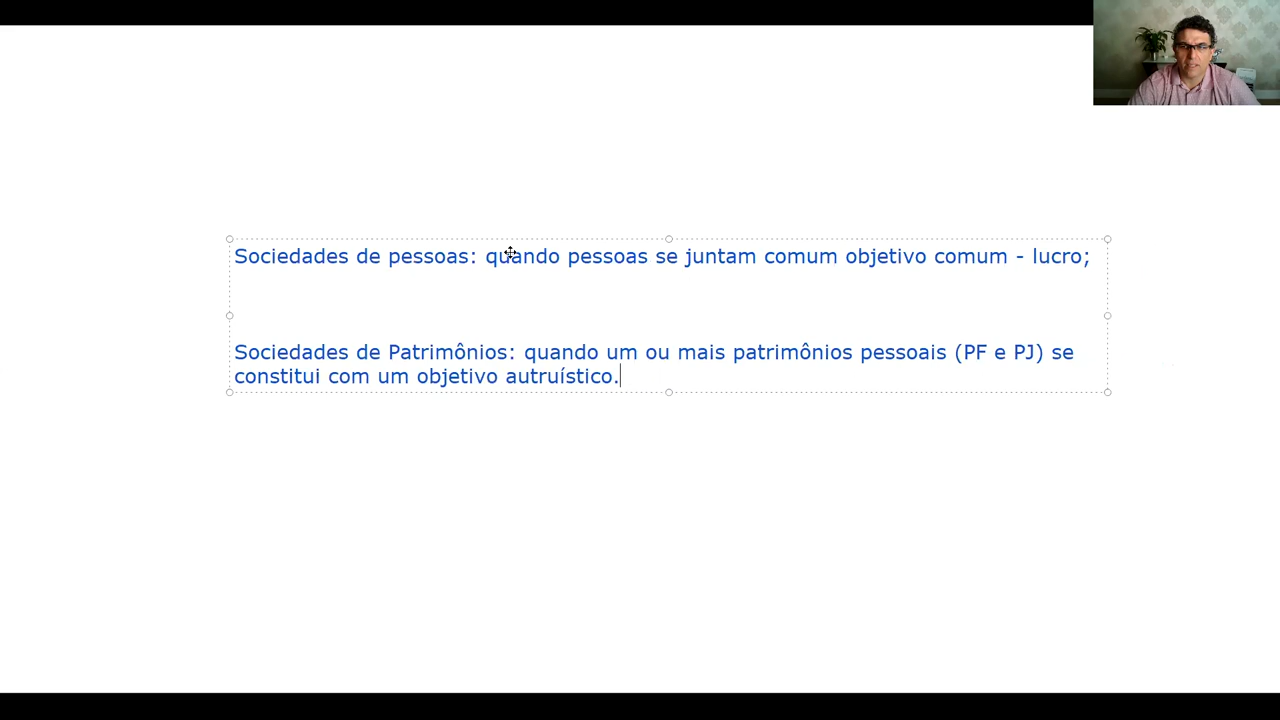 Sociedades de pessoas: quando pessoas se juntam comum objetivo comum - lucro;
Sociedades de Patrimônios: quando um ou mais patrimônios pessoais (PF e PJ) se
constitui com um objetivo autruístico.